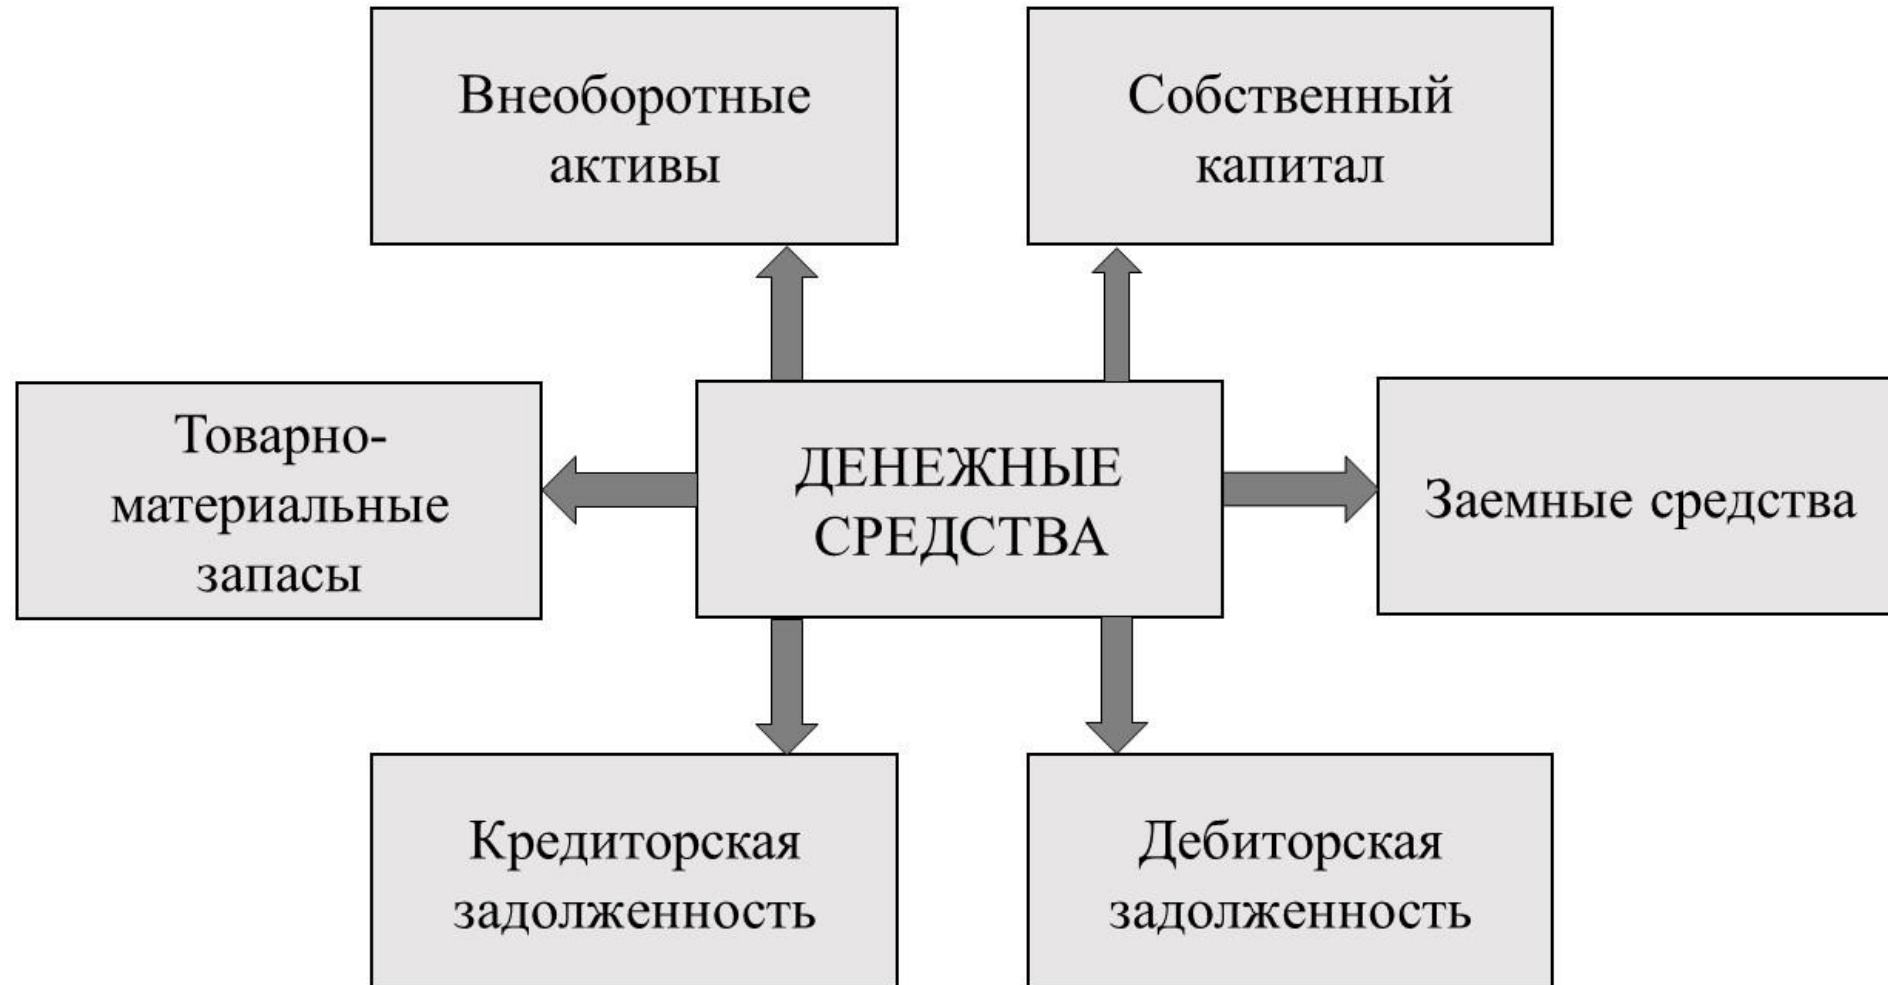 Внеоборотные
активы
Собственный
капитал
Товарно-
материальные
запасы
ДЕНЕЖНЫЕ
СРЕДСТВА
Заемные средства
Кредиторская
задолженность
Дебиторская
задолженность